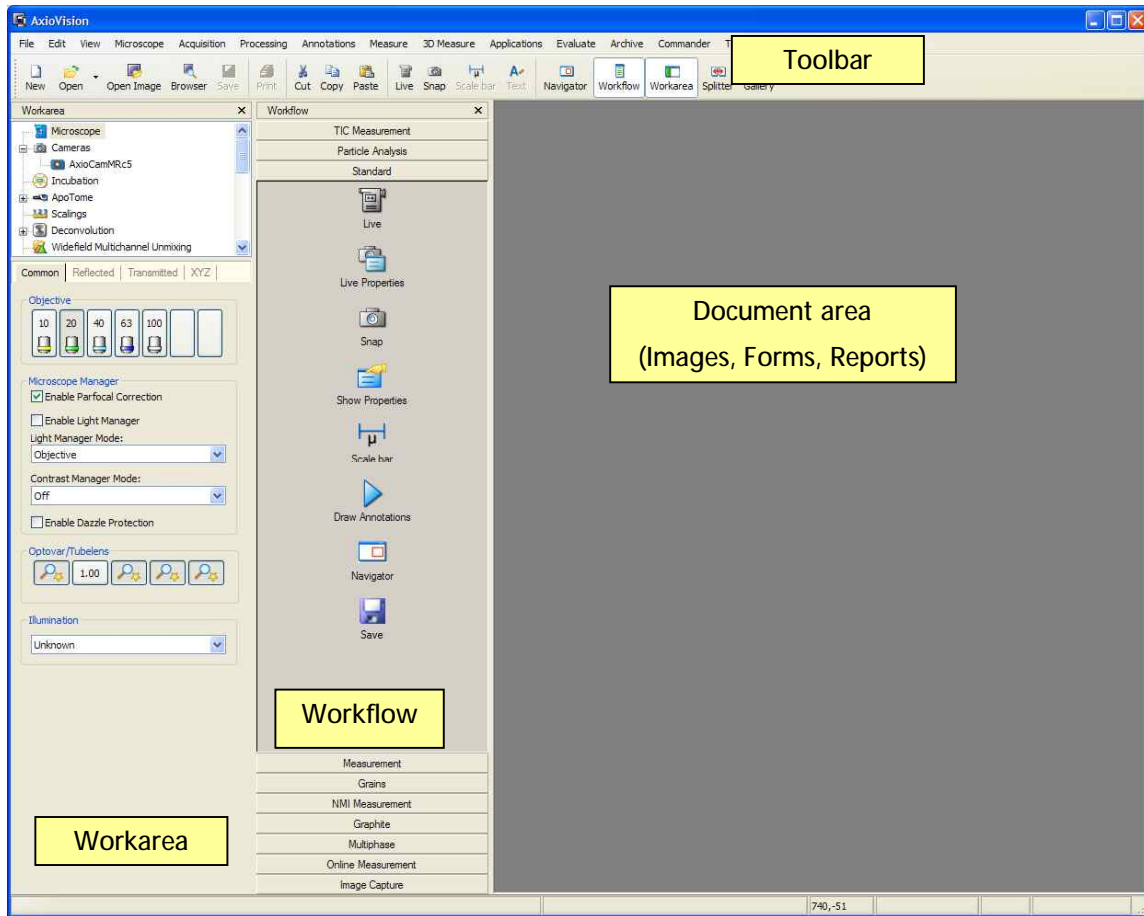 AxioVision
File Edit View Microscope Acquisition Processing Annotations Measure 3D Measure Applications Evaluate Archive Commander T
Toolbar
New Open Open Image Browser Save Print Cut Copy Paste Live Snap Scale bar Text Navigator Workflow Workarea Splitter Gallery
Workarea
Microscope
Cameras
AxioCamMRc5
Incubation
ApoTome
Scalings
Deconvolution
Widefield Multichannel Unmixing
Common Reflected Transmitted XYZ
Objective
10 20 40 63 100
Microscope Manager
Enable Parfocal Correction
Enable Light Manager
Light Manager Mode:
Objective
Contrast Manager Mode:
Off
Enable Dazzle Protection
Optovar/Tubelens
1.00
Illumination
Unknown
Workarea
Workflow
TIC Measurement
Particle Analysis
Standard
Live
Live Properties
Snap
Show Properties
µ
Scale bar
Draw Annotations
Navigator
Save
Workflow
Measurement
Grains
NMI Measurement
Graphite
Multiphase
Online Measurement
Image Capture
Document area
(Images, Forms, Reports)
740,-51